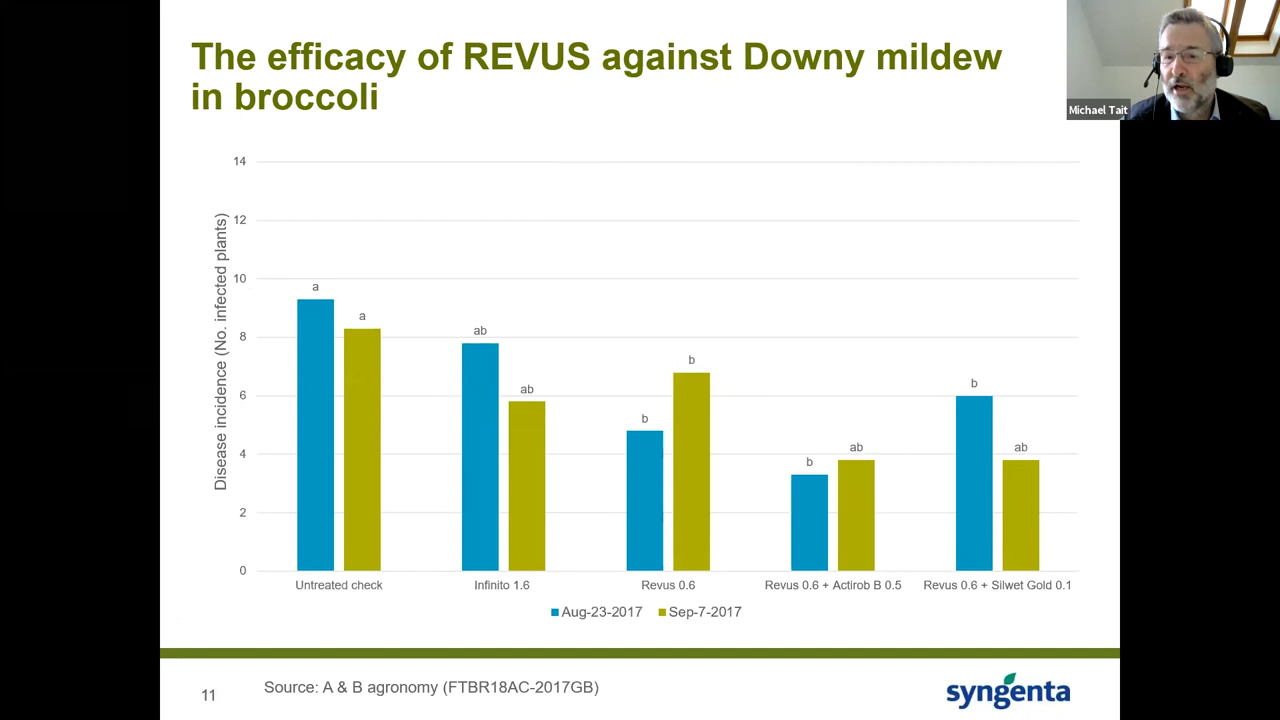 The efficacy of REVUS against Downy mildew
in broccoli
Michael Tait
Disease incidence (No. infected plants)
14
12
10
8
6
4
2
0
a
a
ab
ab
b
b
b
ab
b
ab
Untreated check
Infinito 1.6
Revus 0.6
Revus 0.6 + Actirob B 0.5
Revus 0.6 + Silwet Gold 0.1
Aug-23-2017
Sep-7-2017
11
Source: A & B agronomy (FTBR18AC-2017GB)
syngenta